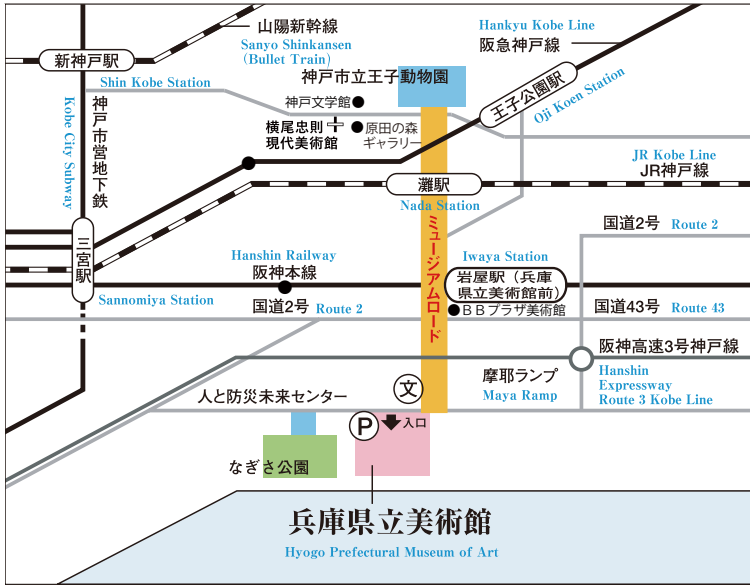 山陽新幹線
Sanyo Shinkansen
(Bullet Train)
Hankyu Kobe Line
阪急神戸線
新神戸駅
Shin Kobe Station
神戸市立王子動物園
王子公園駅
Oji Koen Station
神戸文学館
横尾忠則
現代美術館
原田の森
ギャラリー
神戸市営地下鉄
Kobe City Subway
JR Kobe Line
JR神戸線
灘駅
Nada Station
ミュージアムロード
三宮駅
Sannomiya Station
Hanshin Railway
阪神本線
Iwaya Station
岩屋駅（兵庫
県立美術館前）
BBプラザ美術館
国道2号 Route 2
国道2号 Route 2
国道43号 Route 43
阪神高速3号神戸線
Hanshin
Expressway
Route 3 Kobe Line
摩耶ランプ
Maya Ramp
文
人と防災未来センター
P
入口
なぎさ公園
兵庫県立美術館
Hyogo Prefectural Museum of Art